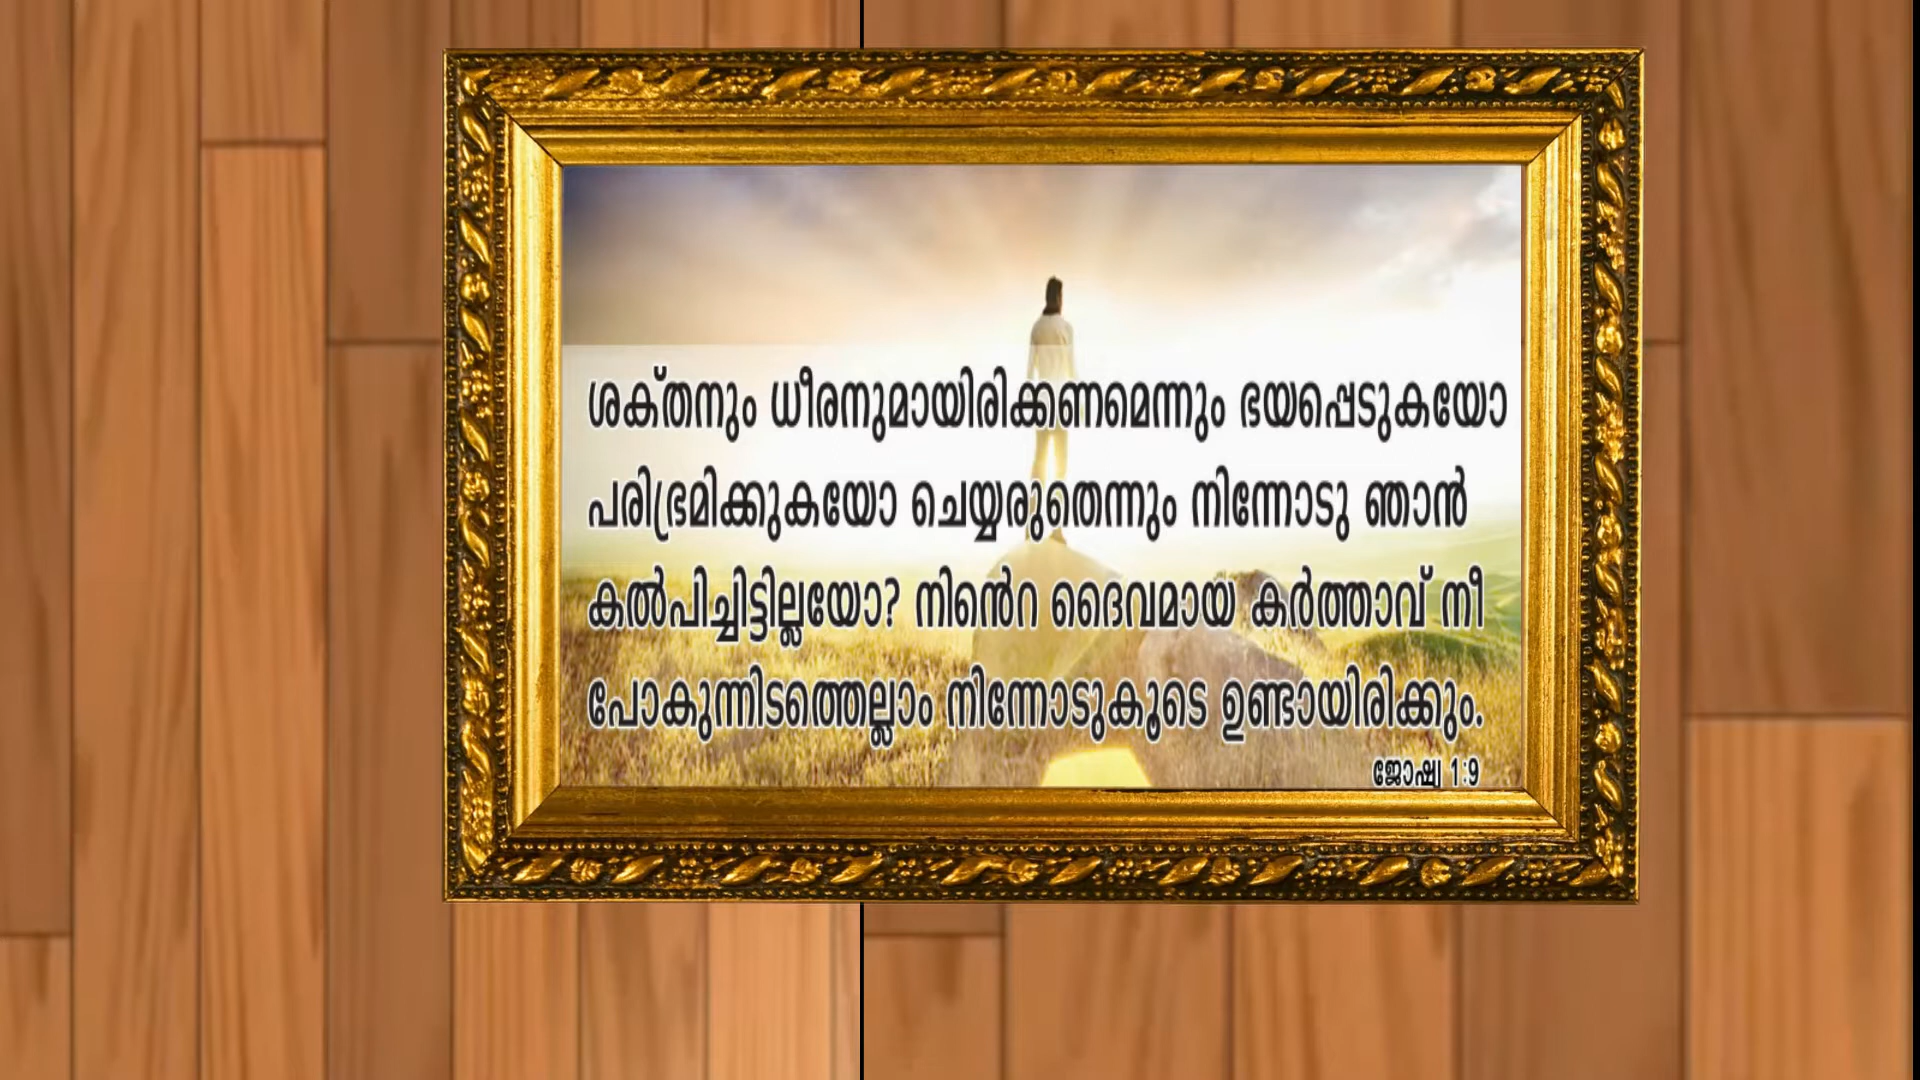 ശക്തനും ധീരനുമായിരിക്കണമെന്നും ഭയപ്പെടുകയോ
പരിഭ്രമിക്കുകയോ ചെയ്യരുതെന്നും നിന്നോടു ഞാൻ
കൽപിച്ചിട്ടില്ലയോ? നിൻെറ ദൈവമായ കർത്താവ് നീ
പോകുന്നിടത്തെല്ലാം നിന്നോടുകൂടെ ഉണ്ടായിരിക്കും.
ജോഷ്വ 1:9